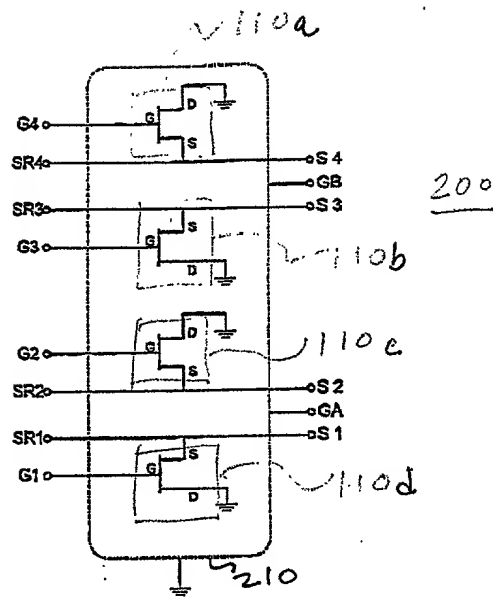 110a
D
G
G4
S
SR4
S4
GB
200
SR3
S3
S
G
G3
110b
D
D
G2
G
110c
S
SR2
S2
GA
SR1
S1
S
G
G1
D
110d
210